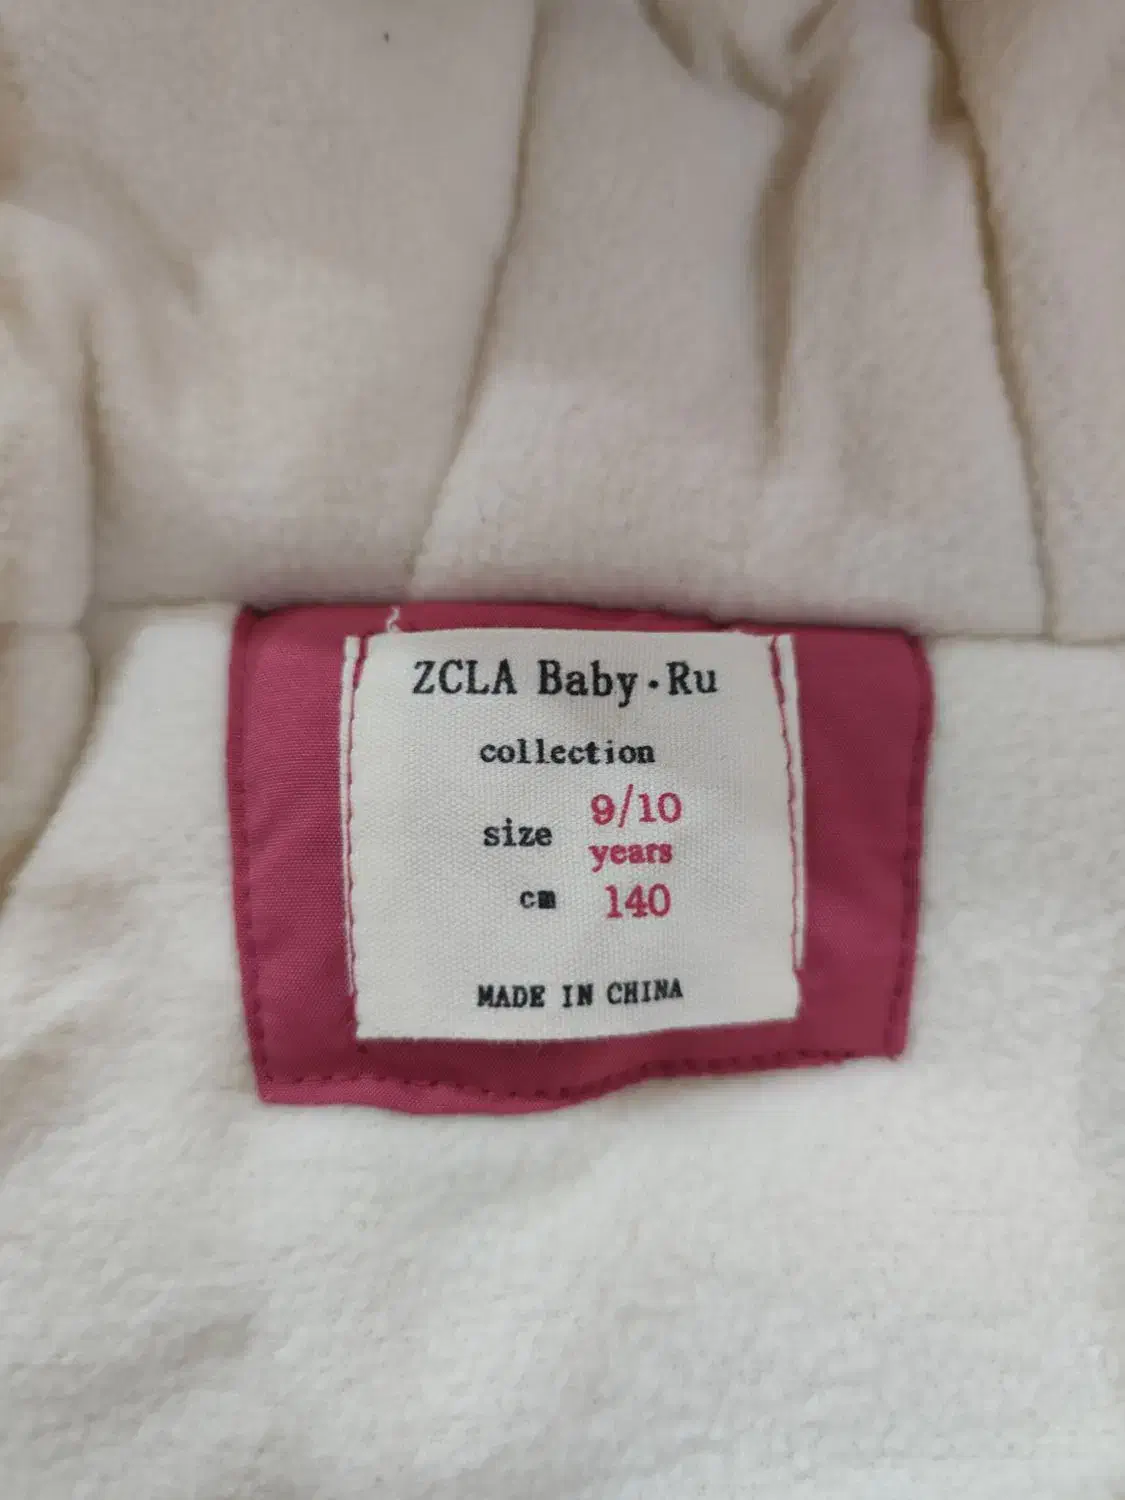 ZCLA Baby·Ru
collection
size 9/10
years
cm 140
MADE IN CHINA